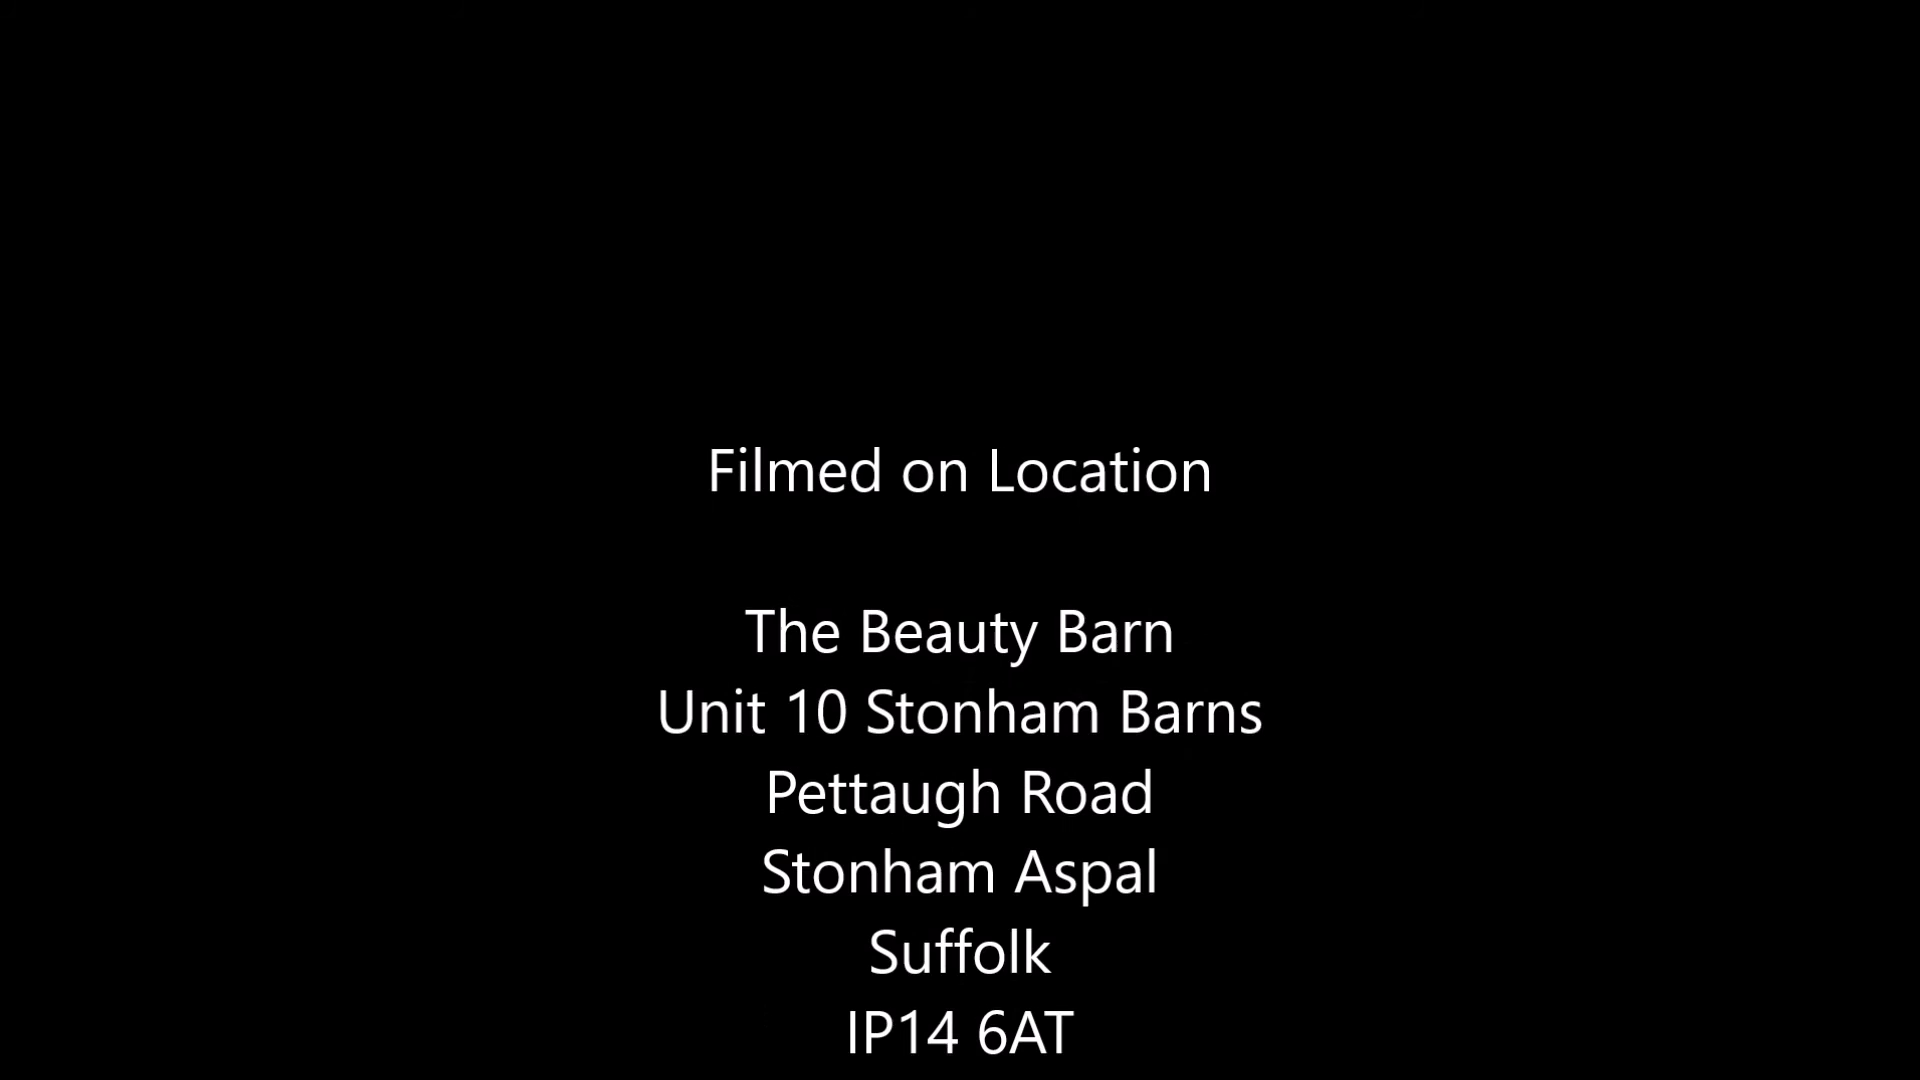 Filmed on Location
The Beauty Barn
Unit 10 Stonham Barns
Pettaugh Road
Stonham Aspal
Suffolk
IP14 6AT